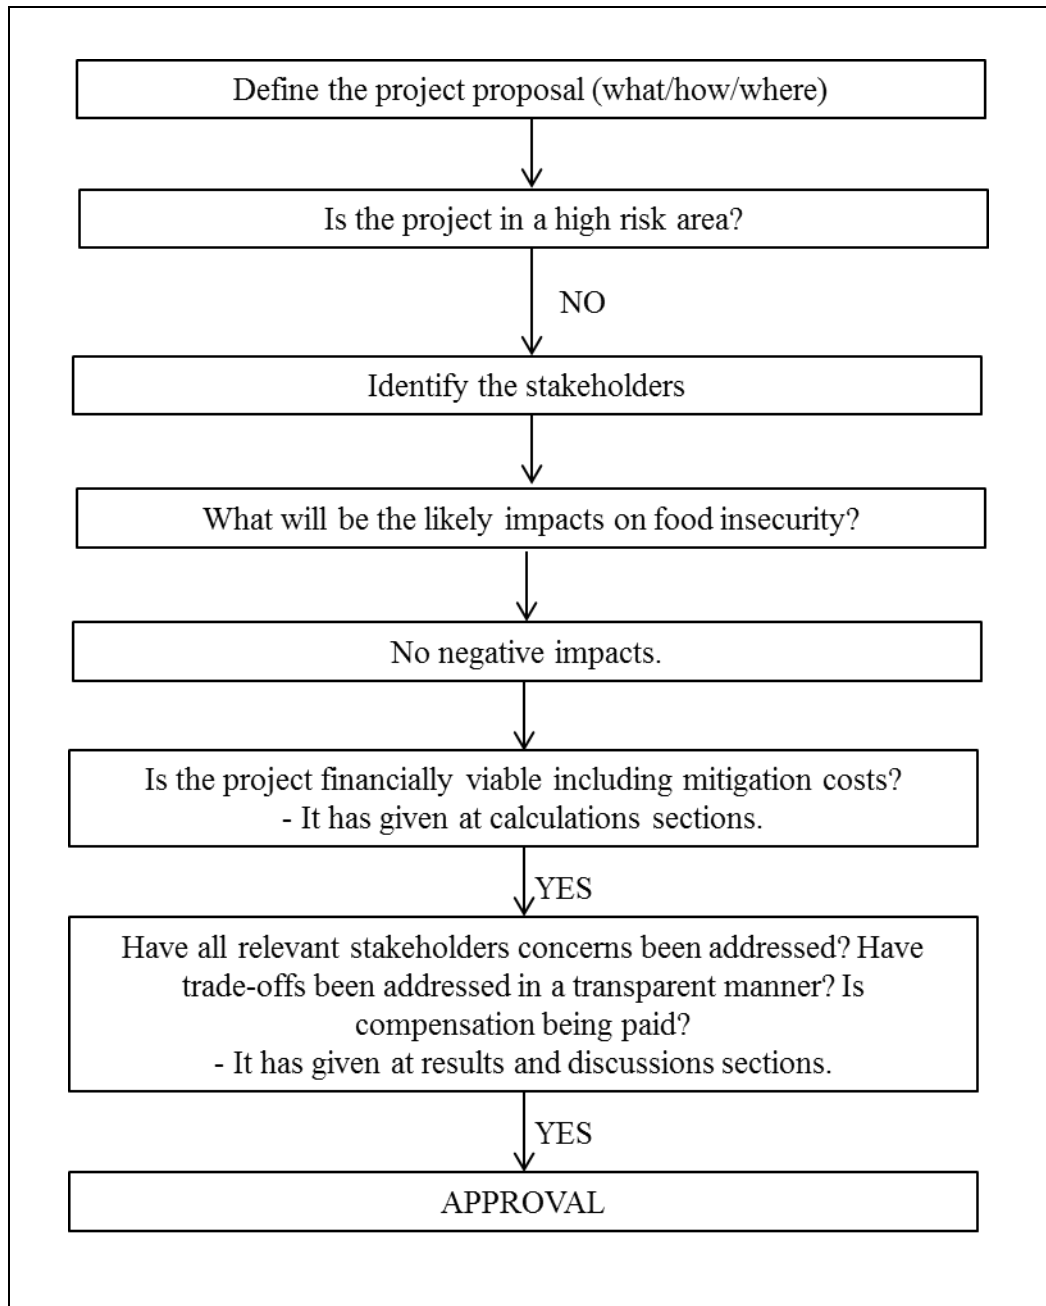 Define the project proposal (what/how/where)
Is the project in a high risk area?
NO
Identify the stakeholders
What will be the likely impacts on food insecurity?
No negative impacts.
Is the project financially viable including mitigation costs?
- It has given at calculations sections.
YES
Have all relevant stakeholders concerns been addressed? Have
trade-offs been addressed in a transparent manner? Is
compensation being paid?
- It has given at results and discussions sections.
YES
APPROVAL